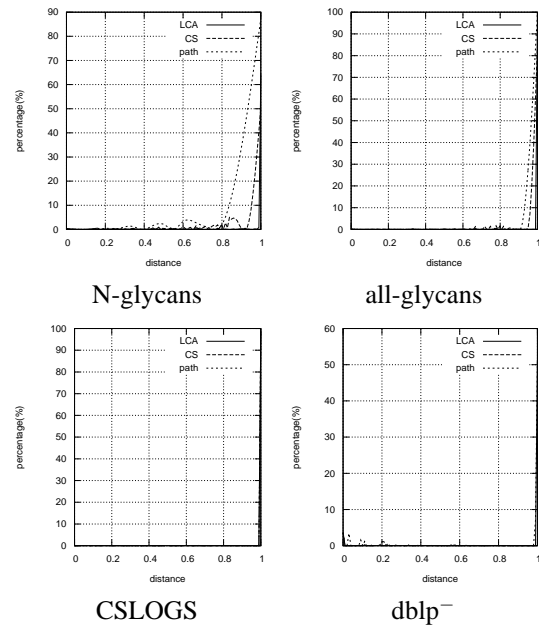 90
80
70
60
50
40
30
20
10
0
percentage(%)
LCA
CS
path
0 0.2 0.4 0.6 0.8 1
distance
N-glycans
100
90
80
70
60
50
40
30
20
10
0
percentage(%)
LCA
CS
path
0 0.2 0.4 0.6 0.8 1
distance
all-glycans
100
90
80
70
60
50
40
30
20
10
0
percentage(%)
LCA
CS
path
0 0.2 0.4 0.6 0.8 1
distance
CSLOGS
60
50
40
30
20
10
0
percentage(%)
LCA
CS
path
0 0.2 0.4 0.6 0.8 1
distance
dblp⁻